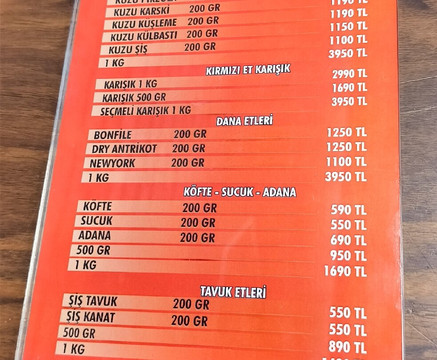 KUZU KARSKI 200 GR 1190 TL
KUZU KUŞLEME 200 GR 1190 TL
KUZU KÜLBASTI 200 GR 1150 TL
KUZU ŞİŞ 200 GR 1100 TL
1 KG 3950 TL
KIRMIZI ET KARIŞIK
KARISIK 1 KG 2990 TL
KARIŞIK 500 GR 1690 TL
SEÇMELİ KARIŞIK 1 KG 3950 TL
DANA ETLERİ
BONFİLE 200 GR 1250 TL
DRY ANTRİKOT 200 GR 1250 TL
NEWYORK 200 GR 1100 TL
1 KG 3950 TL
KÖFTE - SUCUK - ADANA
KÖFTE 200 GR 590 TL
SUCUK 200 GR 550 TL
ADANA 200 GR 690 TL
500 GR 950 TL
1 KG 1690 TL
TAVUK ETLERİ
ŞİŞ TAVUK 200 GR 550 TL
ŞİŞ KANAT 200 GR 550 TL
500 GR 890 TL
1 KG